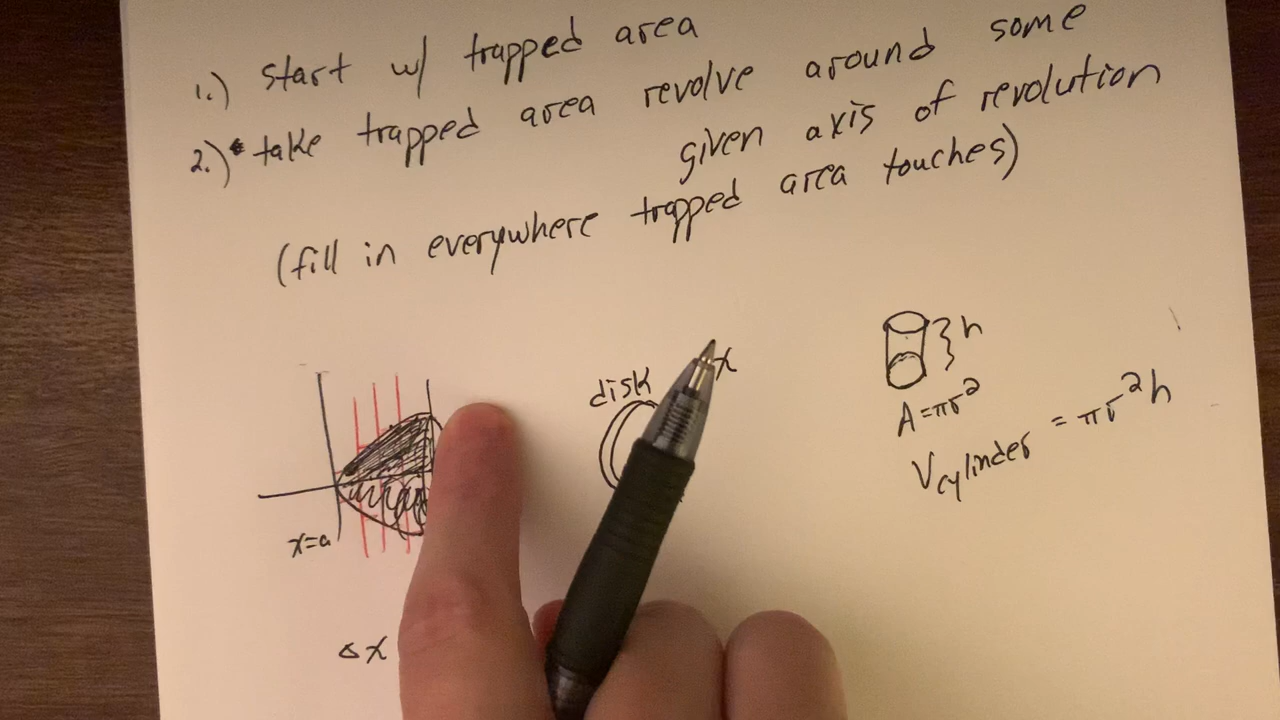 1.) start w/ trapped area
2.) take trapped area revolve around some
given axis of revolution
(fill in everywhere trapped area touches)
disk
x
h
A=πr²
V cylinder = πr²h
x=a
Δx